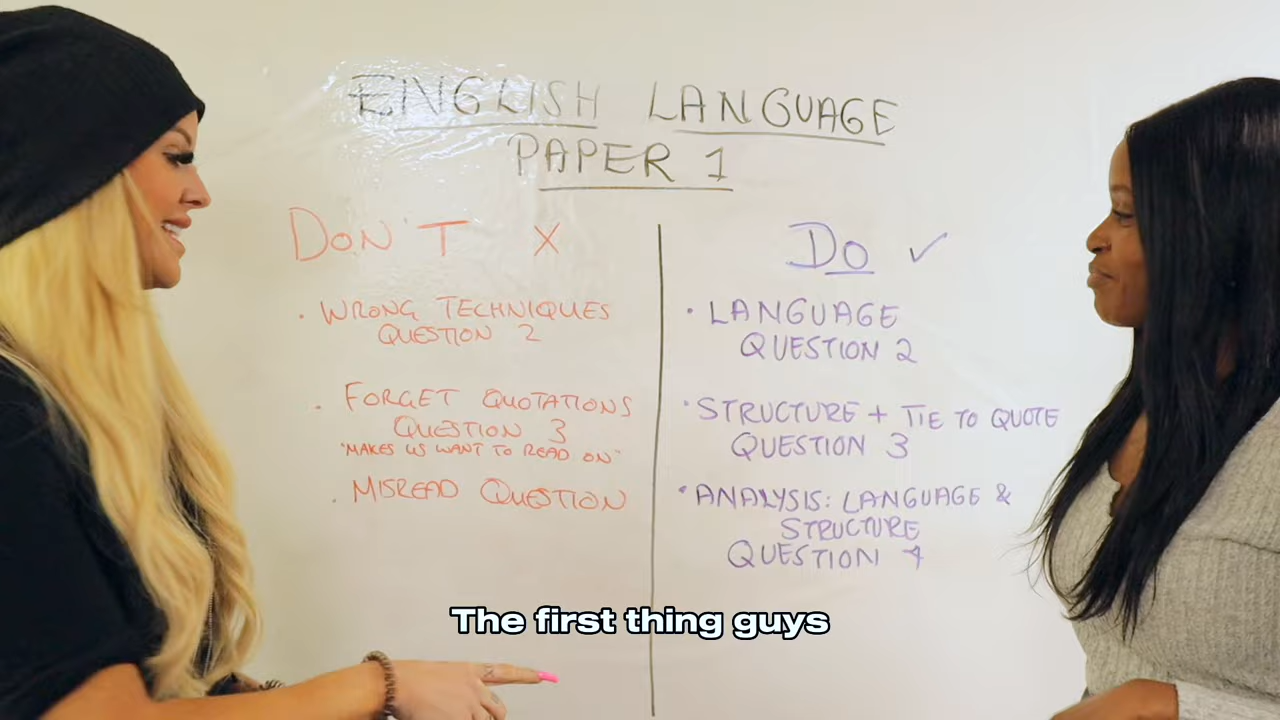 ENGLISH LANGUAGE
PAPER 1
DON'T X
• WRONG TECHNIQUES
QUESTION 2
• FORGET QUOTATIONS
QUESTION 3
"MAKES US WANT TO READ ON"
• MISREAD QUESTION
DO ✓
• LANGUAGE
QUESTION 2
• STRUCTURE + TIE TO QUOTE
QUESTION 3
• ANALYSIS: LANGUAGE &
STRUCTURE
QUESTION 4
The first thing guys